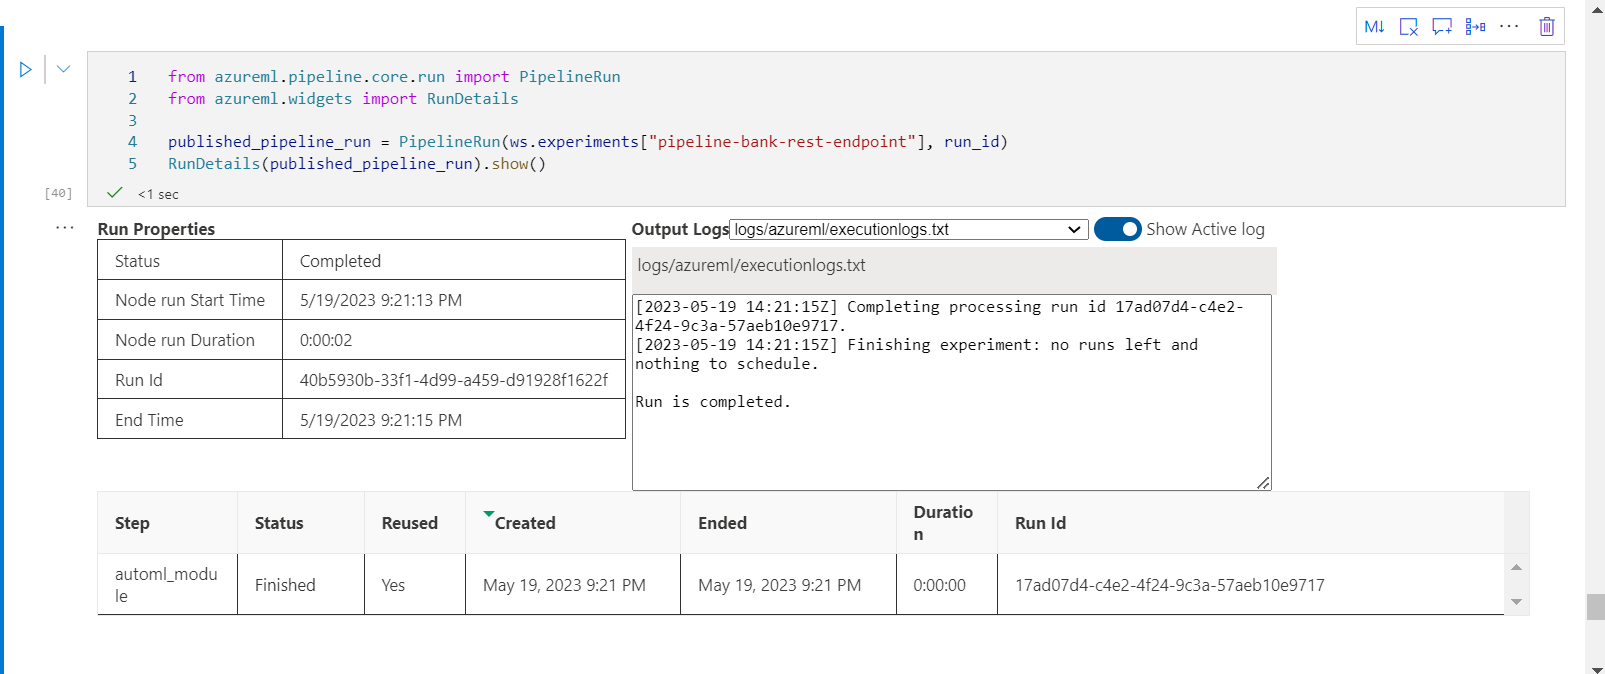 M↓
1 from azureml.pipeline.core.run import PipelineRun
2 from azureml.widgets import RunDetails
3
4 published_pipeline_run = PipelineRun(ws.experiments["pipeline-bank-rest-endpoint"], run_id)
5 RunDetails(published_pipeline_run).show()
[40] <1 sec
Run Properties
Status Completed
Node run Start Time 5/19/2023 9:21:13 PM
Node run Duration 0:00:02
Run Id 40b5930b-33f1-4d99-a459-d91928f1622f
End Time 5/19/2023 9:21:15 PM
Output Logs logs/azureml/executionlogs.txt Show Active log
logs/azureml/executionlogs.txt
[2023-05-19 14:21:15Z] Completing processing run id 17ad07d4-c4e2-
4f24-9c3a-57aeb10e9717.
[2023-05-19 14:21:15Z] Finishing experiment: no runs left and
nothing to schedule.
Run is completed.
Step Status Reused Created Ended Duratio
n Run Id
automl_modu
le Finished Yes May 19, 2023 9:21 PM May 19, 2023 9:21 PM 0:00:00 17ad07d4-c4e2-4f24-9c3a-57aeb10e9717